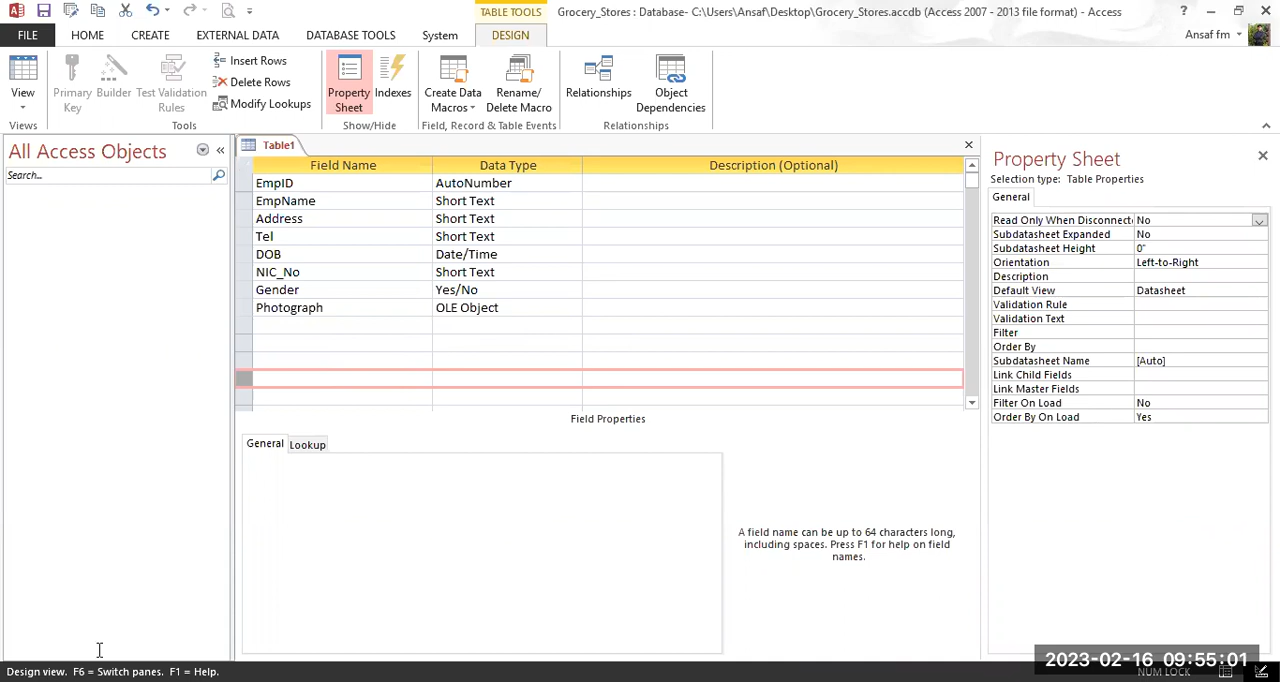 TABLE TOOLS
Grocery_Stores : Database- C:\Users\Ansaf\Desktop\Grocery_Stores.accdb (Access 2007 - 2013 file format) - Access
?
FILE HOME CREATE EXTERNAL DATA DATABASE TOOLS System DESIGN Ansaf fm
View
Primary Key
Builder
Test Validation Rules
Insert Rows
Delete Rows
Modify Lookups
Property Sheet
Indexes
Create Data Macros
Rename/ Delete Macro
Relationships
Object Dependencies
Views Tools Show/Hide Field, Record & Table Events Relationships
All Access Objects
Search...
Table1
Field Name Data Type Description (Optional)
EmpID AutoNumber
EmpName Short Text
Address Short Text
Tel Short Text
DOB Date/Time
NIC_No Short Text
Gender Yes/No
Photograph OLE Object
Field Properties
General Lookup
A field name can be up to 64 characters long,
including spaces. Press F1 for help on field
names.
Property Sheet
Selection type: Table Properties
General
Read Only When Disconnecte No
Subdatasheet Expanded No
Subdatasheet Height 0"
Orientation Left-to-Right
Description
Default View Datasheet
Validation Rule
Validation Text
Filter
Order By
Subdatasheet Name [Auto]
Link Child Fields
Link Master Fields
Filter On Load No
Order By On Load Yes
2023-02-16 09:55:01
Design view. F6 = Switch panes. F1 = Help.
NUM LOCK